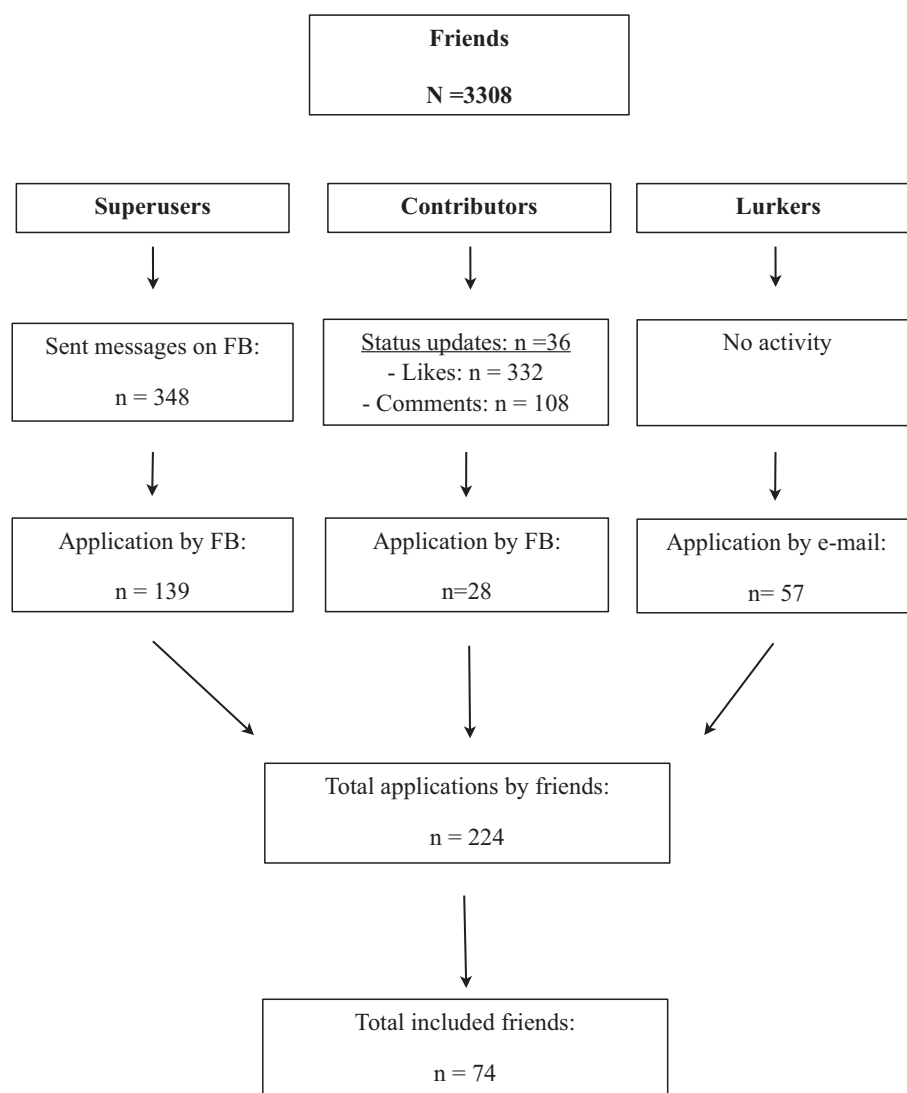 Friends
N =3308
Superusers
Contributors
Lurkers
Sent messages on FB:
n = 348
Status updates: n =36
- Likes: n = 332
- Comments: n = 108
No activity
Application by FB:
n = 139
Application by FB:
n=28
Application by e-mail:
n= 57
Total applications by friends:
n = 224
Total included friends:
n = 74